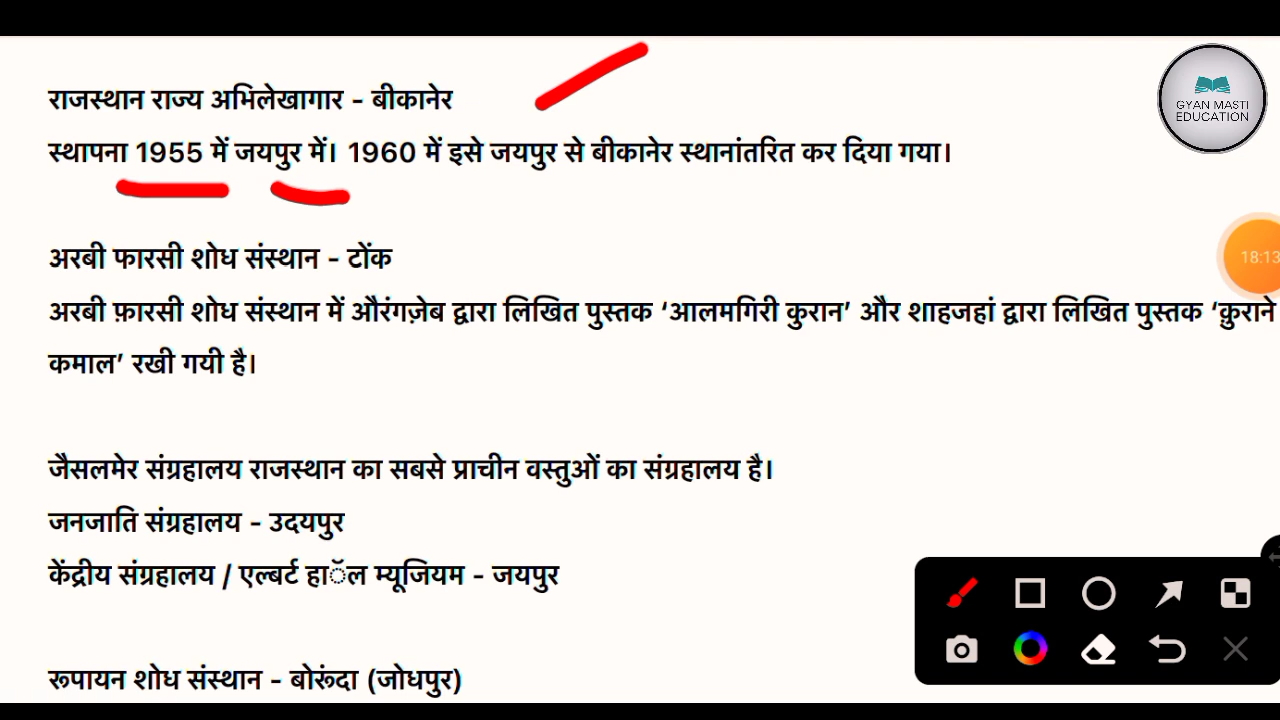 राजस्थान राज्य अभिलेखागार - बीकानेर
GYAN MASTI
EDUCATION
स्थापना 1955 में जयपुर में। 1960 में इसे जयपुर से बीकानेर स्थानांतरित कर दिया गया।
अरबी फारसी शोध संस्थान - टोंक
18:13
अरबी फ़ारसी शोध संस्थान में औरंगज़ेब द्वारा लिखित पुस्तक ‘आलमगिरी कुरान’ और शाहजहां द्वारा लिखित पुस्तक ‘क़ुराने
कमाल’ रखी गयी है।
जैसलमेर संग्रहालय राजस्थान का सबसे प्राचीन वस्तुओं का संग्रहालय है।
जनजाति संग्रहालय - उदयपुर
केंद्रीय संग्रहालय / एल्बर्ट हाॅल म्यूजियम - जयपुर
रूपायन शोध संस्थान - बोरूंदा (जोधपुर)